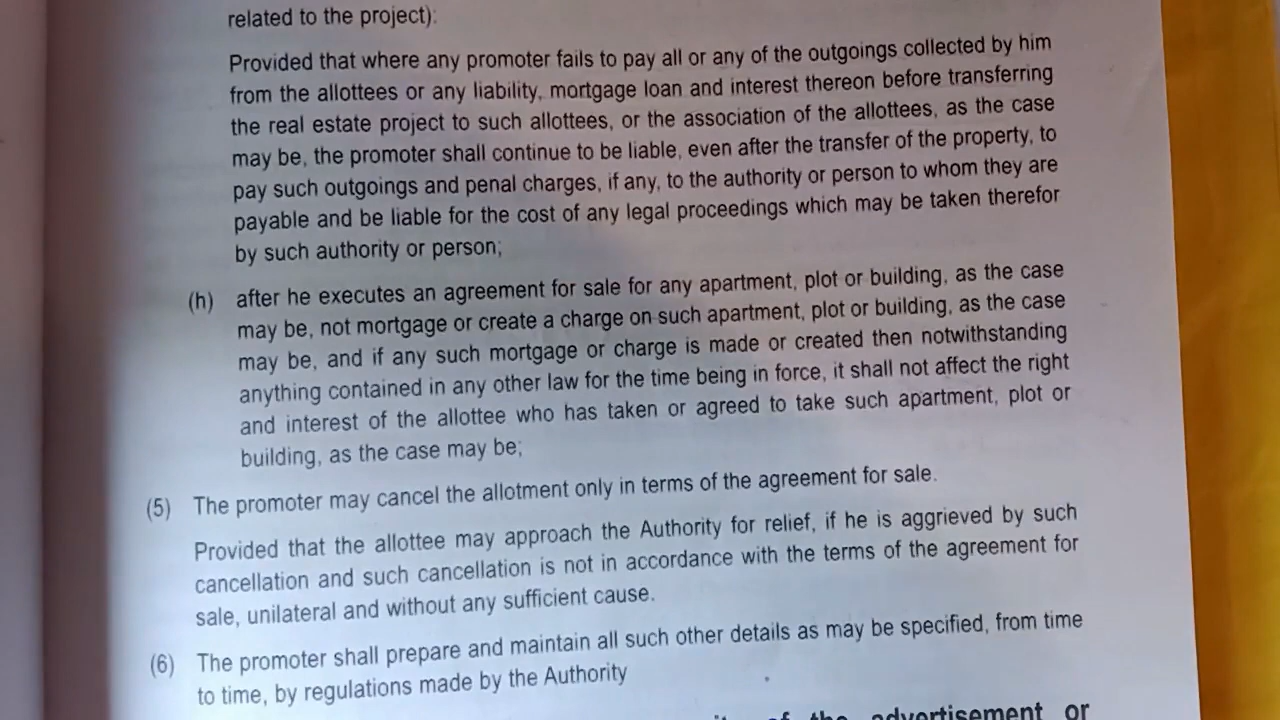 related to the project):
Provided that where any promoter fails to pay all or any of the outgoings collected by him
from the allottees or any liability, mortgage loan and interest thereon before transferring
the real estate project to such allottees, or the association of the allottees, as the case
may be, the promoter shall continue to be liable, even after the transfer of the property, to
pay such outgoings and penal charges, if any, to the authority or person to whom they are
payable and be liable for the cost of any legal proceedings which may be taken therefor
by such authority or person;
(h) after he executes an agreement for sale for any apartment, plot or building, as the case
may be, not mortgage or create a charge on such apartment, plot or building, as the case
may be, and if any such mortgage or charge is made or created then notwithstanding
anything contained in any other law for the time being in force, it shall not affect the right
and interest of the allottee who has taken or agreed to take such apartment, plot or
building, as the case may be;
(5) The promoter may cancel the allotment only in terms of the agreement for sale.
Provided that the allottee may approach the Authority for relief, if he is aggrieved by such
cancellation and such cancellation is not in accordance with the terms of the agreement for
sale, unilateral and without any sufficient cause.
(6) The promoter shall prepare and maintain all such other details as may be specified, from time
to time, by regulations made by the Authority
of the advertisement or